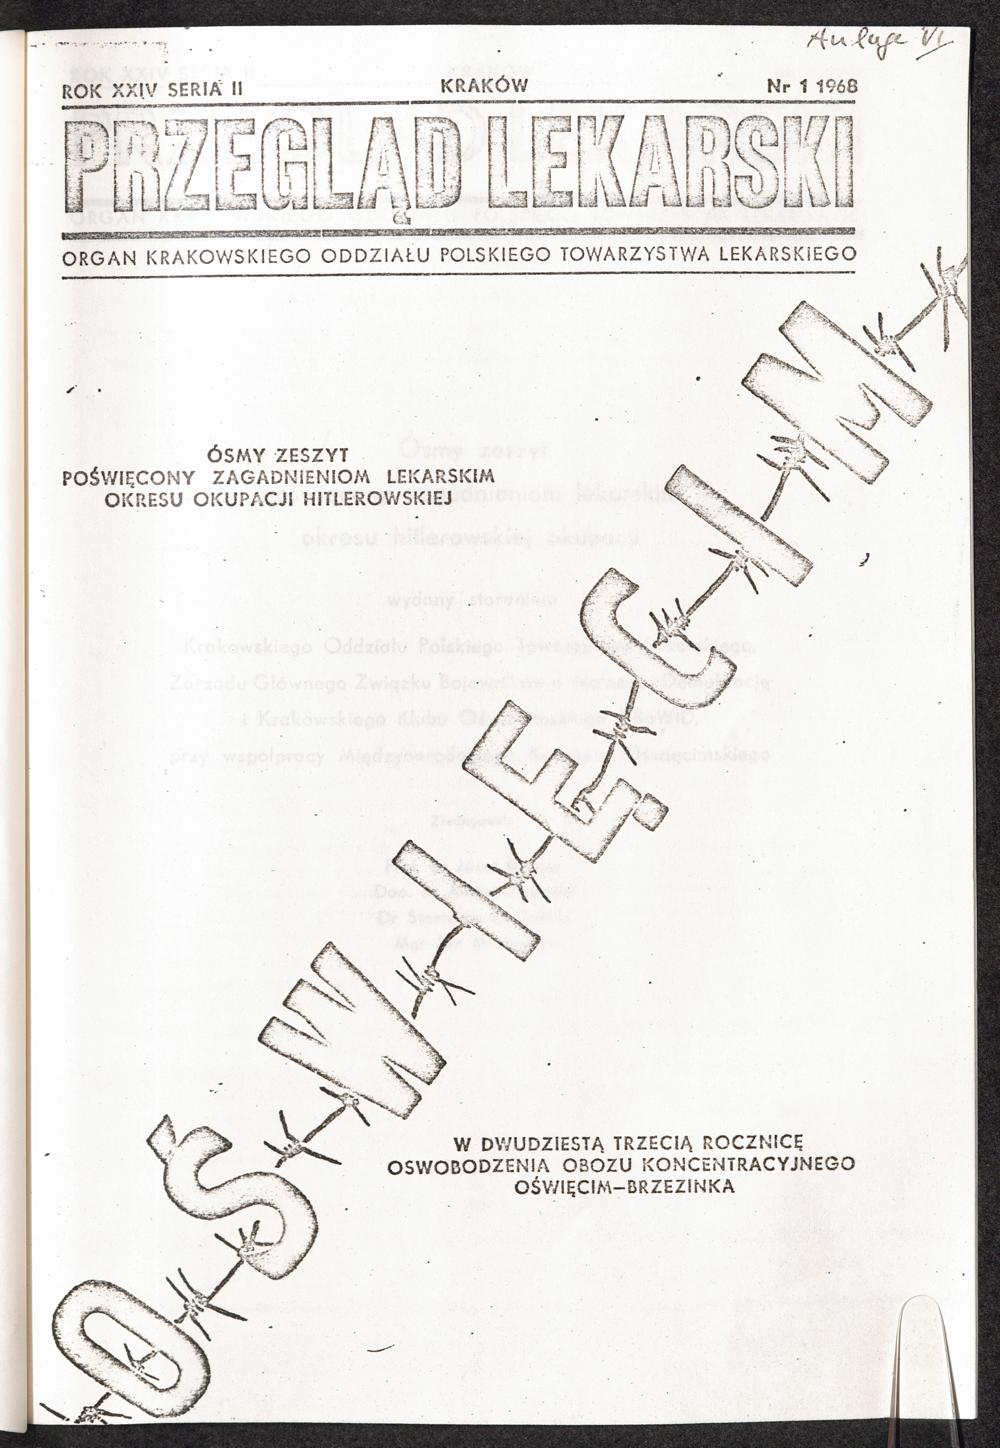 Anlage VI
ROK XXIV SERIA II KRAKÓW Nr 1 1968
PRZEGLĄD LEKARSKI
ORGAN KRAKOWSKIEGO ODDZIAŁU POLSKIEGO TOWARZYSTWA LEKARSKIEGO
ÓSMY ZESZYT
POŚWIĘCONY ZAGADNIENIOM LEKARSKIM
OKRESU OKUPACJI HITLEROWSKIEJ
OŚWIĘCIM
W DWUDZIESTĄ TRZECIĄ ROCZNICĘ
OSWOBODZENIA OBOZU KONCENTRACYJNEGO
OŚWIĘCIM–BRZEZINKA